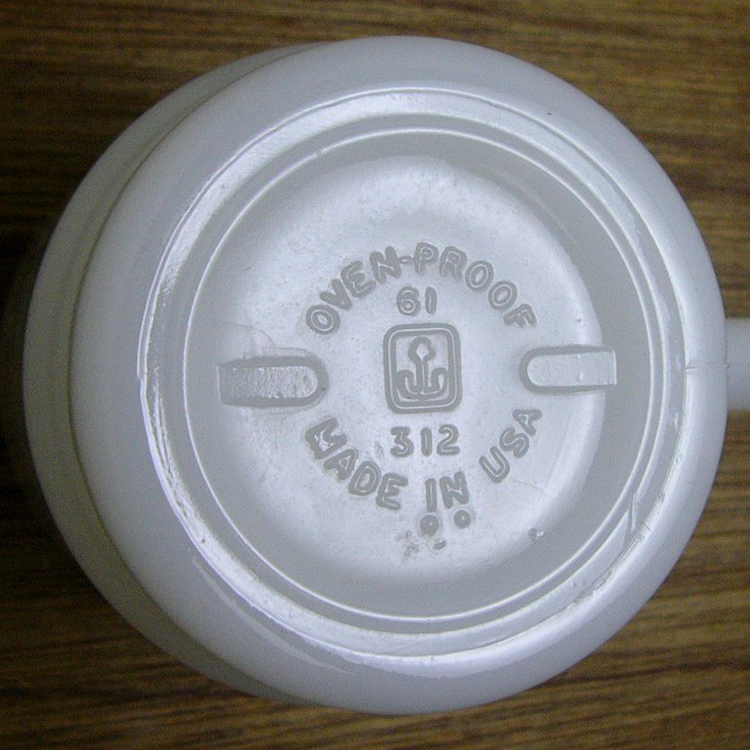 OVEN-PROOF
61
312
MADE IN USA